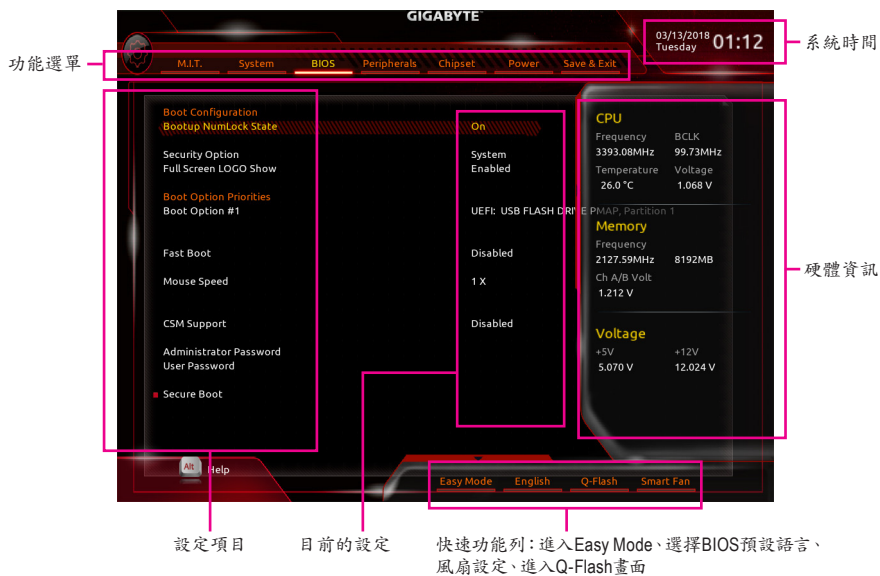 GIGABYTE
03/13/2018
Tuesday 01:12
系統時間
功能選單
M.I.T. System BIOS Peripherals Chipset Power Save & Exit
Boot Configuration
Bootup NumLock State On
Security Option System
Full Screen LOGO Show Enabled
Boot Option Priorities
Boot Option #1 UEFI: USB FLASH DRIVE PMAP, Partition 1
Fast Boot Disabled
Mouse Speed 1 X
CSM Support Disabled
Administrator Password
User Password
Secure Boot
CPU
Frequency BCLK
3393.08MHz 99.73MHz
Temperature Voltage
26.0 °C 1.068 V
Memory
Frequency
2127.59MHz 8192MB
Ch A/B Volt
1.212 V
Voltage
+5V +12V
5.070 V 12.024 V
硬體資訊
Alt Help
Easy Mode English Q-Flash Smart Fan
設定項目
目前的設定
快速功能列：進入Easy Mode、選擇BIOS預設語言、
風扇設定、進入Q-Flash畫面